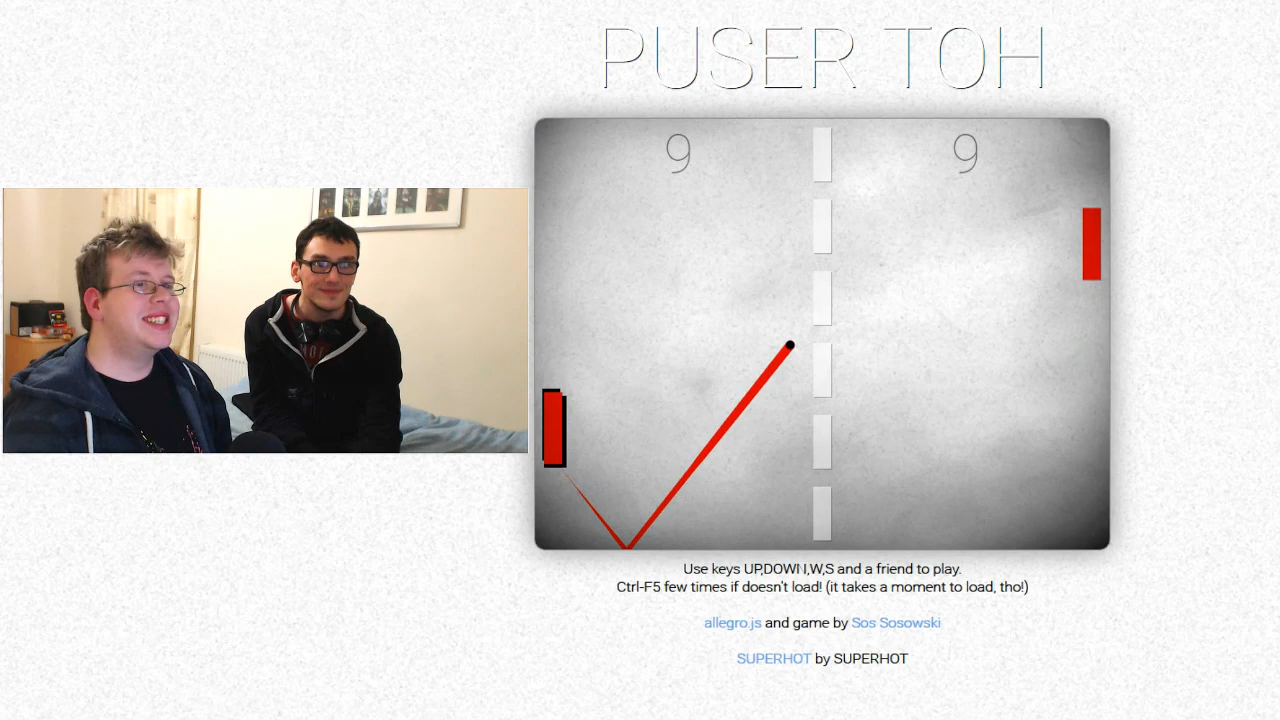 PUSER TOH
9 9
Use keys UP,DOWN,W,S and a friend to play.
Ctrl-F5 few times if doesn't load! (it takes a moment to load, tho!)
allegro.js and game by Sos Sosowski
SUPERHOT by SUPERHOT